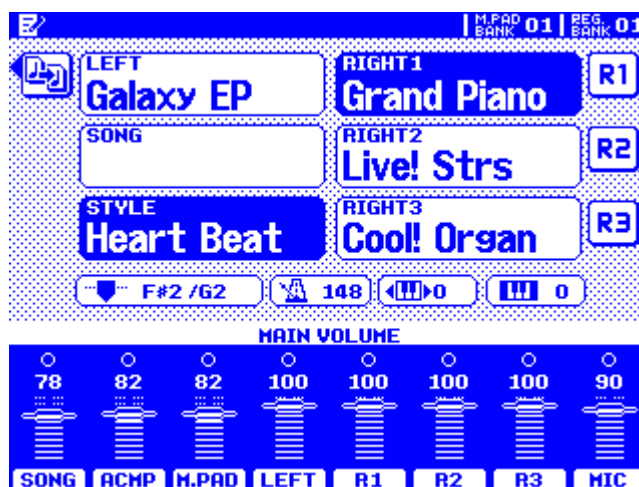 M.PAD BANK 01 REG. BANK 01
LEFT
Galaxy EP
RIGHT1
Grand Piano
R1
SONG
RIGHT2
Live! Strs
R2
STYLE
Heart Beat
RIGHT3
Cool! Organ
R3
F#2 /G2 148 0 0
MAIN VOLUME
78 82 82 100 100 100 100 90
SONG ACMP M.PAD LEFT R1 R2 R3 MIC